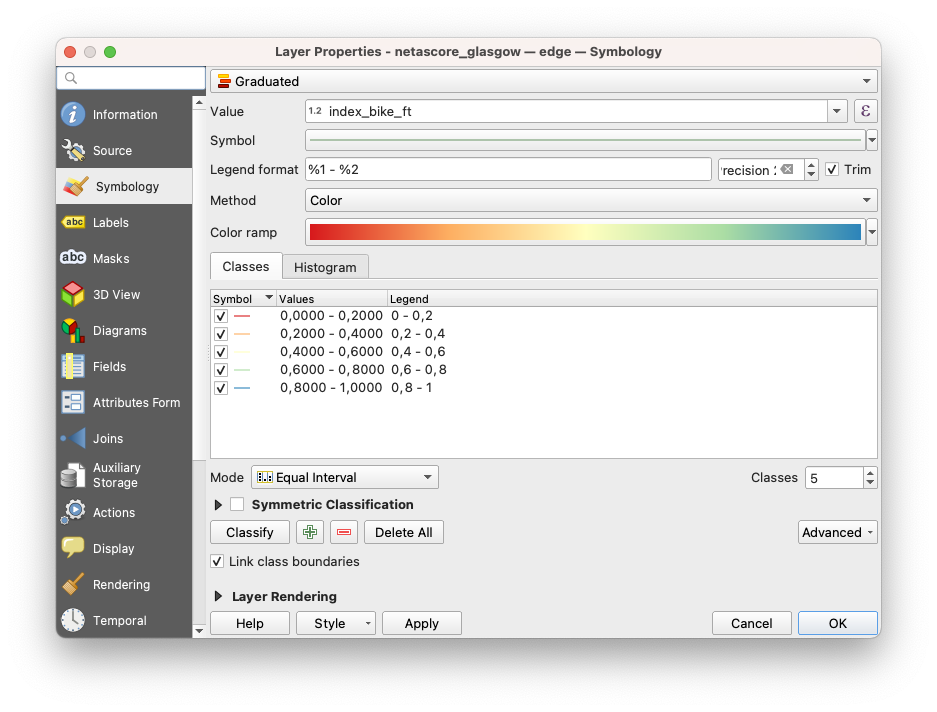 Layer Properties - netascore_glasgow — edge — Symbology
Information
Source
Symbology
abc Labels
abc Masks
3D View
Diagrams
Fields
Attributes Form
Joins
Auxiliary
Storage
Actions
Display
Rendering
Temporal
Graduated
Value 1.2 index_bike_ft ε
Symbol
Legend format %1 - %2 recision Trim
Method Color
Color ramp
Classes Histogram
Symbol Values Legend
0,0000 - 0,2000 0 - 0,2
0,2000 - 0,4000 0,2 - 0,4
0,4000 - 0,6000 0,4 - 0,6
0,6000 - 0,8000 0,6 - 0,8
0,8000 - 1,0000 0,8 - 1
Mode Equal Interval Classes 5
Symmetric Classification
Classify Delete All Advanced
Link class boundaries
Layer Rendering
Help Style Apply Cancel OK